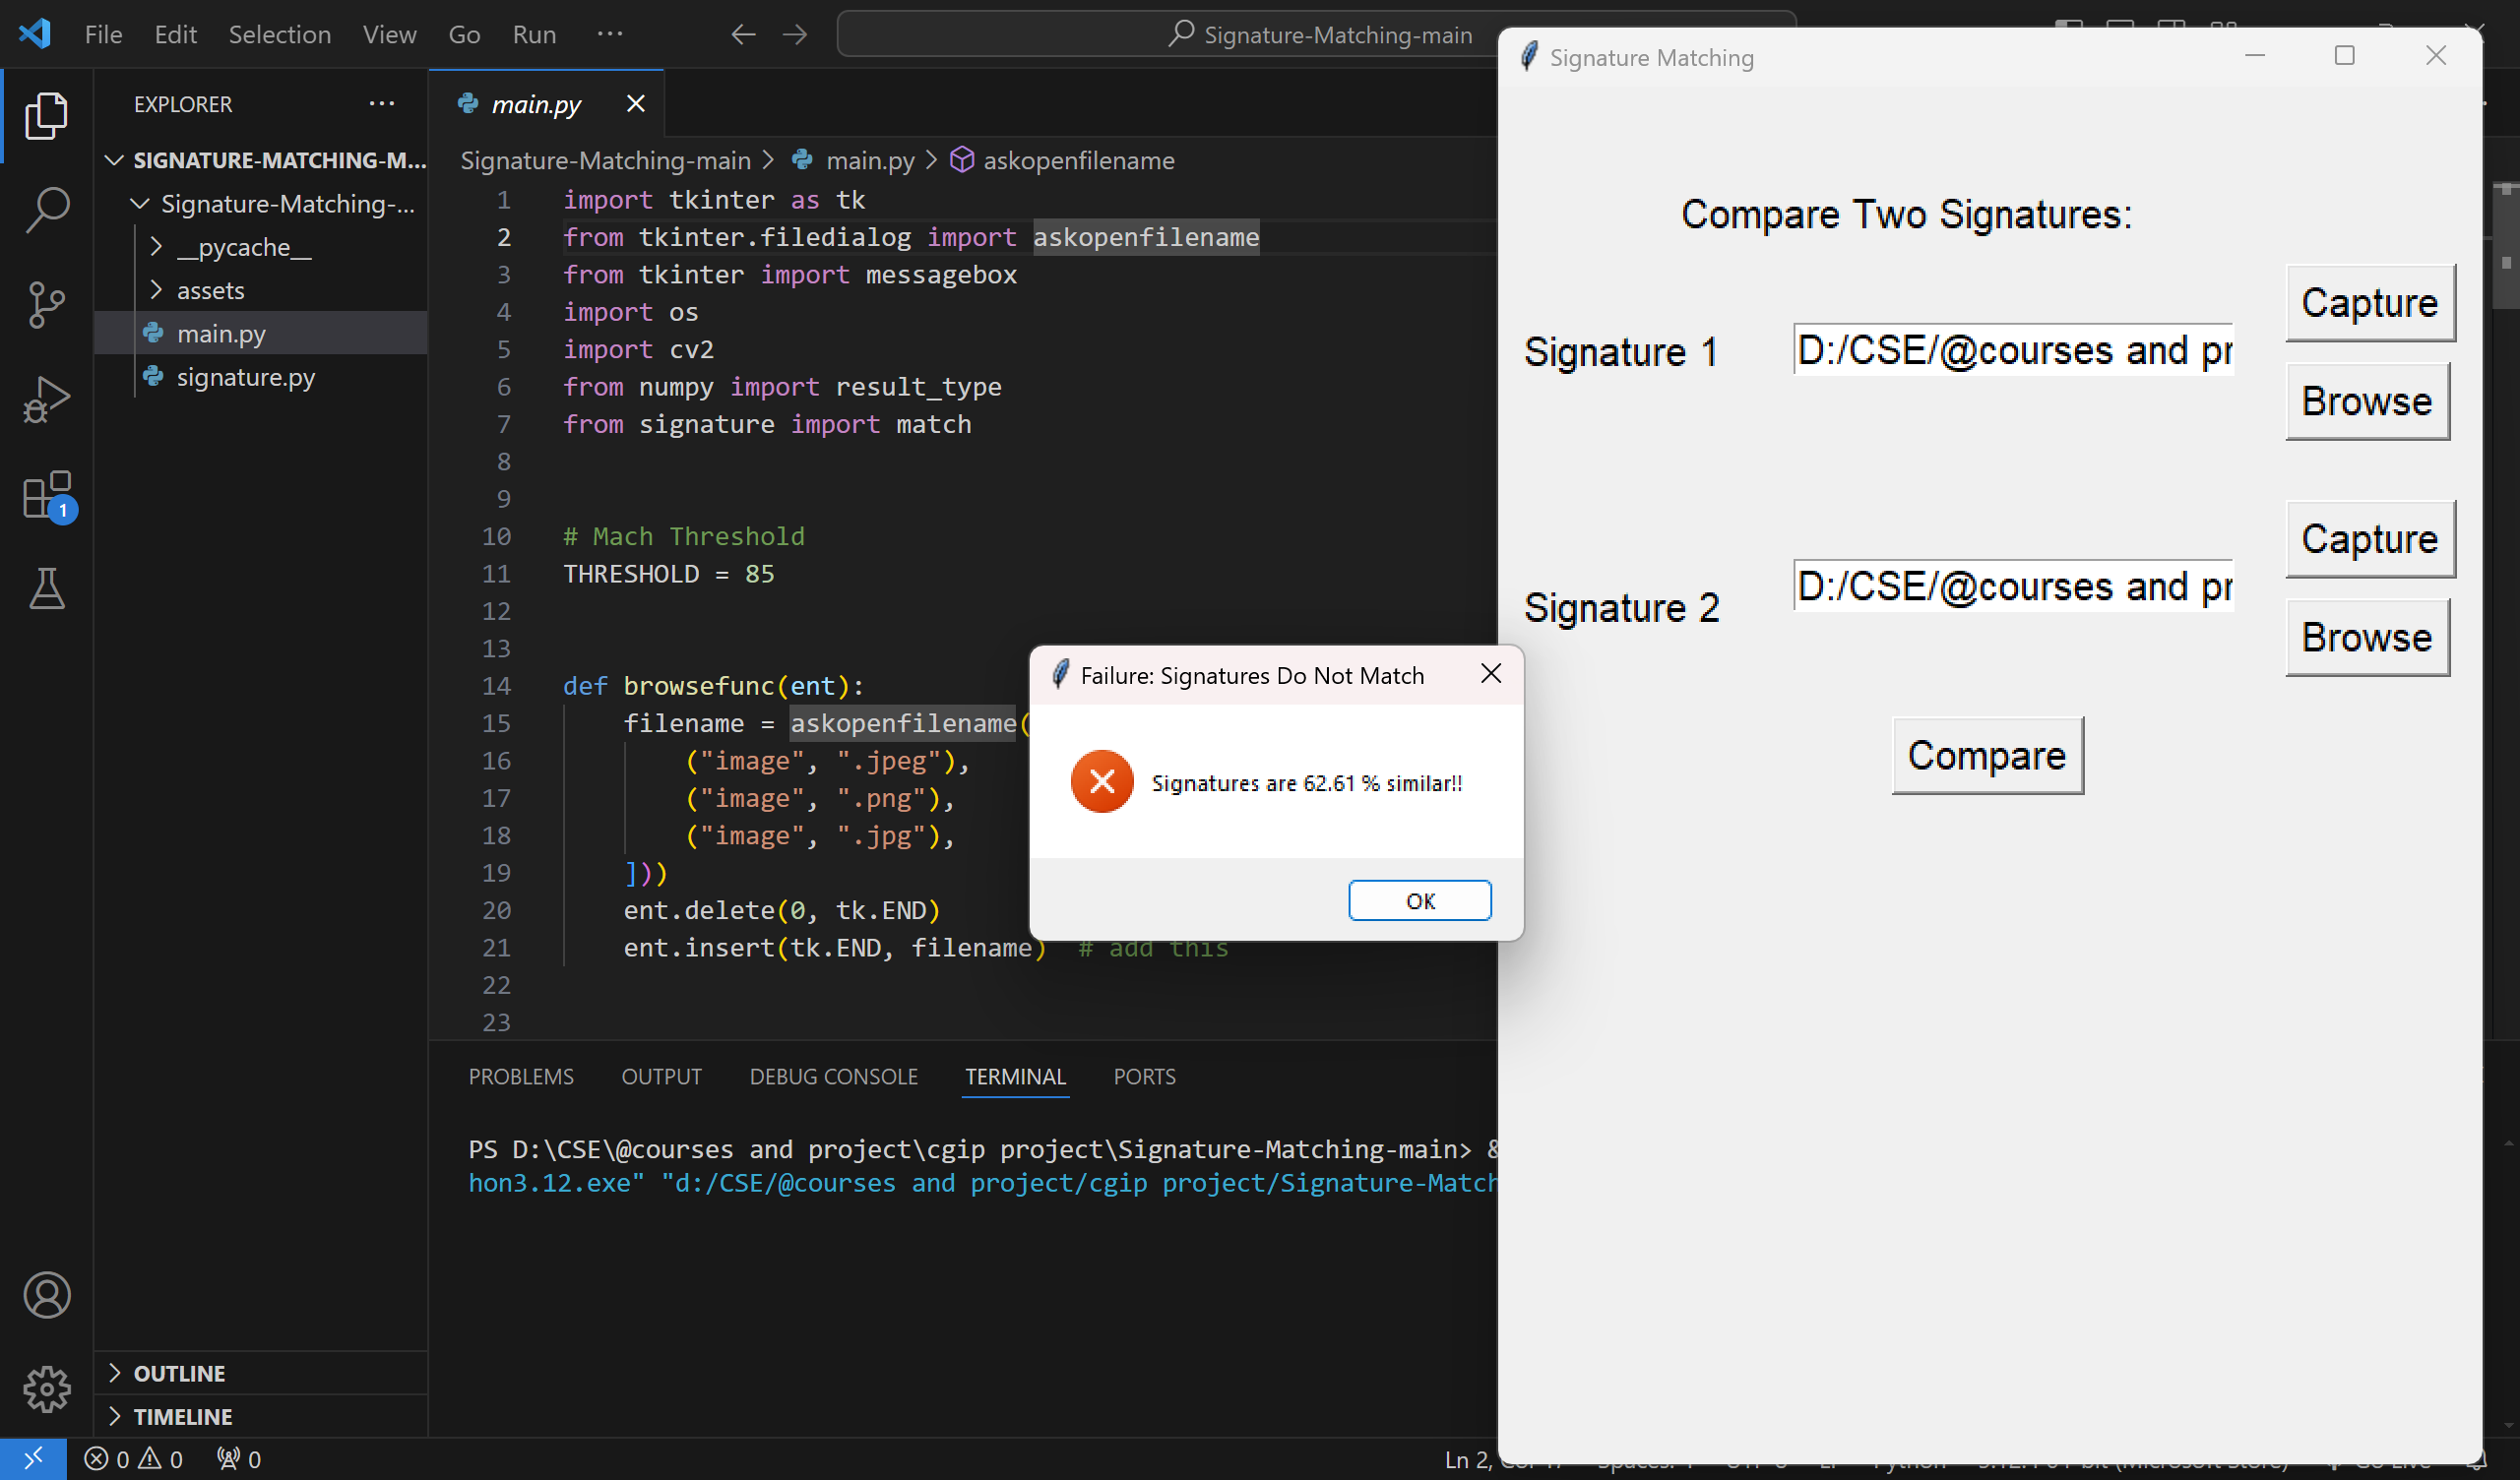 File Edit Selection View Go Run ···
Signature-Matching-main
EXPLORER ···
SIGNATURE-MATCHING-M...
Signature-Matching-...
__pycache__
assets
main.py
signature.py
OUTLINE
TIMELINE
main.py
Signature-Matching-main > main.py > askopenfilename
1 import tkinter as tk
2 from tkinter.filedialog import askopenfilename
3 from tkinter import messagebox
4 import os
5 import cv2
6 from numpy import result_type
7 from signature import match
8
9
10 # Mach Threshold
11 THRESHOLD = 85
12
13
14 def browsefunc(ent):
15 filename = askopenfilename(
16 ("image", ".jpeg"),
17 ("image", ".png"),
18 ("image", ".jpg"),
19 ]))
20 ent.delete(0, tk.END)
21 ent.insert(tk.END, filename) # add this
22
23
PROBLEMS OUTPUT DEBUG CONSOLE TERMINAL PORTS
PS D:\CSE\@courses and project\cgip project\Signature-Matching-main> &
hon3.12.exe" "d:/CSE/@courses and project/cgip project/Signature-Match
1
0 0 0
Ln 2,
Signature Matching
Compare Two Signatures:
Capture
Signature 1 D:/CSE/@courses and pr
Browse
Capture
D:/CSE/@courses and pr
Signature 2
Browse
Compare
Failure: Signatures Do Not Match
Signatures are 62.61 % similar!!
OK